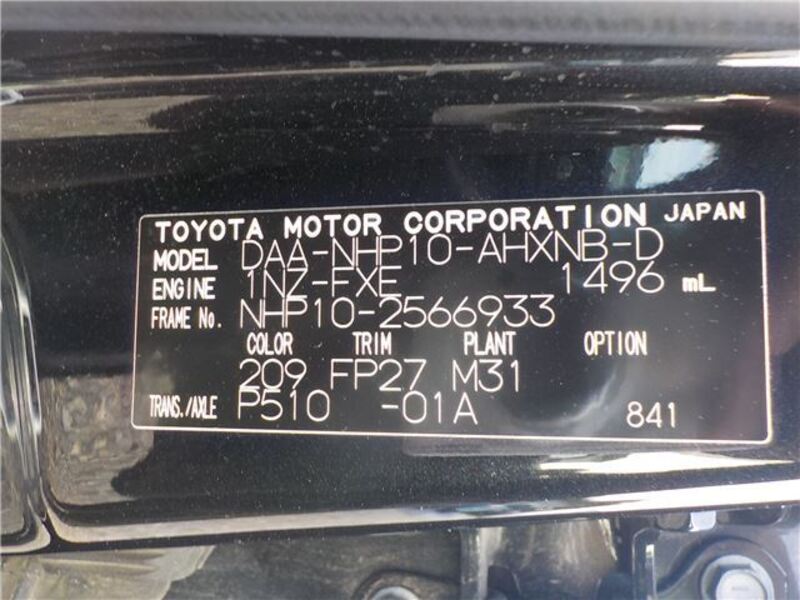 TOYOTA MOTOR CORPORATION JAPAN
MODEL DAA-NHP10-AHXNB-D
ENGINE 1NZ-FXE 1496 mL
FRAME No. NHP10-2566933
COLOR TRIM PLANT OPTION
209 FP27 M31
TRANS./AXLE P510 -01A 841